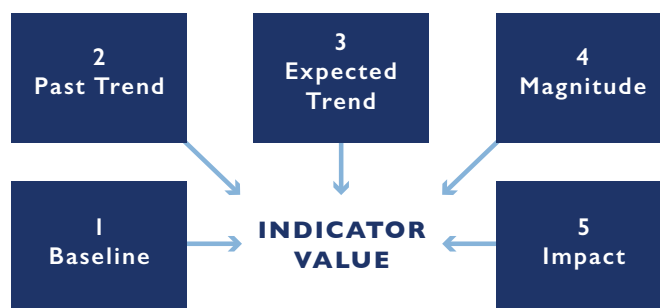 2
Past Trend
3
Expected
Trend
4
Magnitude
1
Baseline
INDICATOR
VALUE
5
Impact